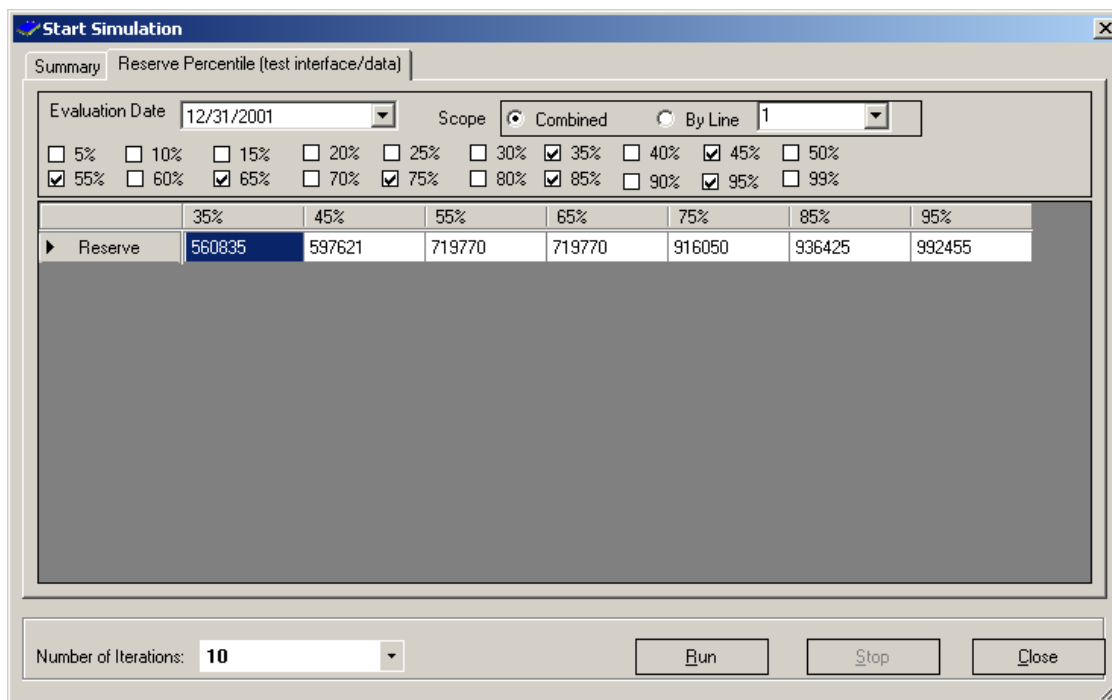 Start Simulation
Summary Reserve Percentile (test interface/data)
Evaluation Date 12/31/2001 Scope Combined By Line 1
5% 10% 15% 20% 25% 30% 35% 40% 45% 50%
55% 60% 65% 70% 75% 80% 85% 90% 95% 99%
35% 45% 55% 65% 75% 85% 95%
Reserve 560835 597621 719770 719770 916050 936425 992455
Number of Iterations: 10 Run Stop Close